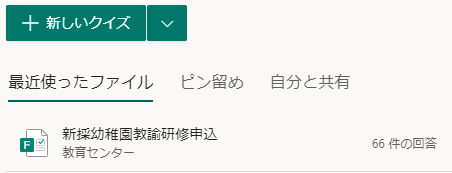 ＋ 新しいクイズ
最近使ったファイル ピン留め 自分と共有
新採幼稚園教諭研修申込 66 件の回答
教育センター
F